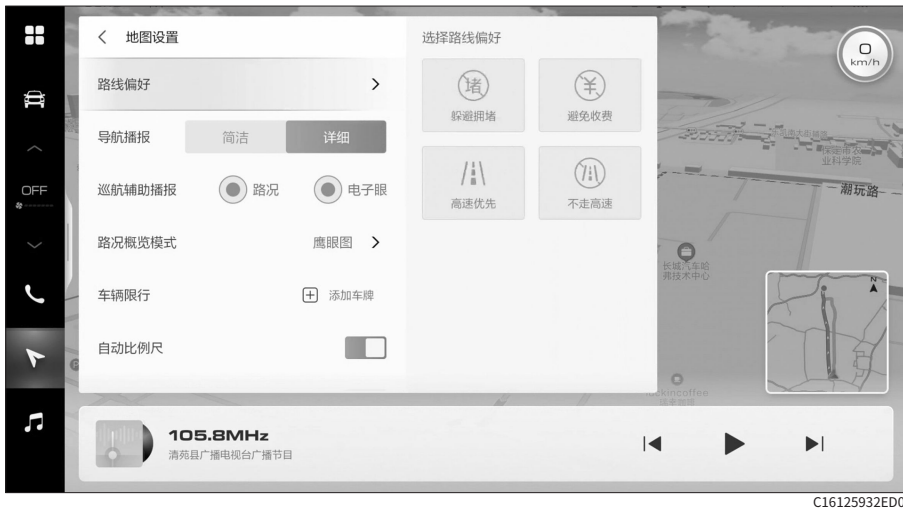 地图设置
选择路线偏好
0
km/h
路线偏好
堵
躲避拥堵
¥
避免收费
导航播报
简洁
详细
OFF
巡航辅助播报
路况
电子眼
高速优先
不走高速
潮玩路
路况概览模式
鹰眼图
长城汽车哈
弗技术中心
车辆限行
添加车牌
N
自动比例尺
P
luckincoffee
105.8MHz
清苑县广播电视台广播节目
C16125932ED0